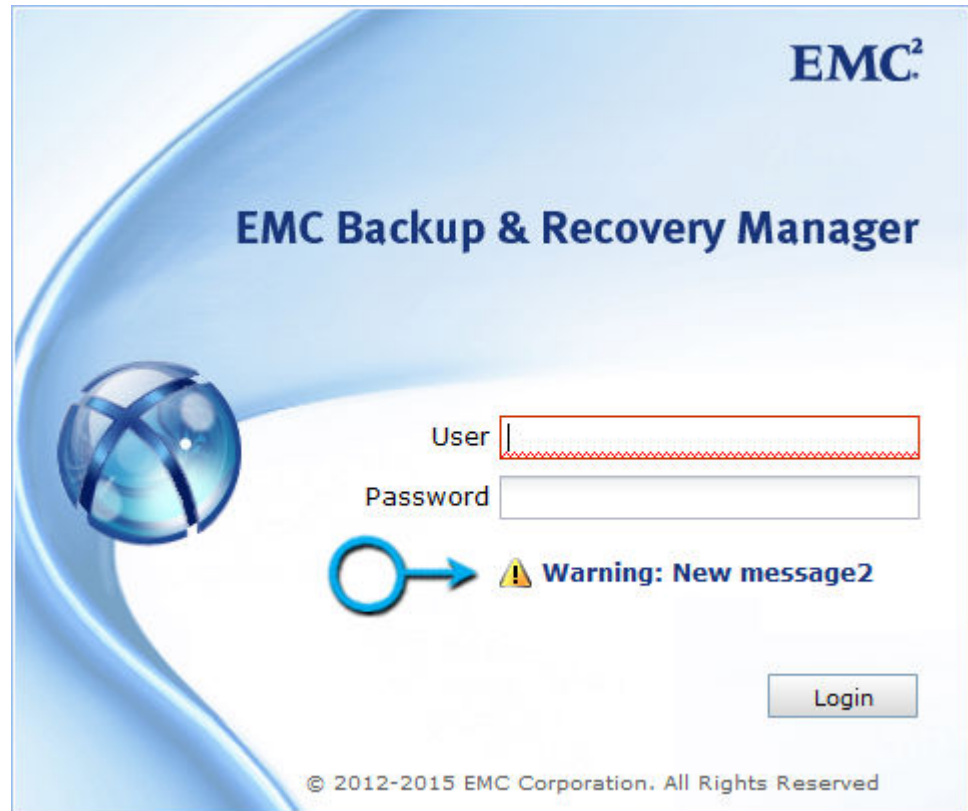 EMC²
EMC Backup & Recovery Manager
User
Password
Warning: New message2
Login
© 2012-2015 EMC Corporation. All Rights Reserved